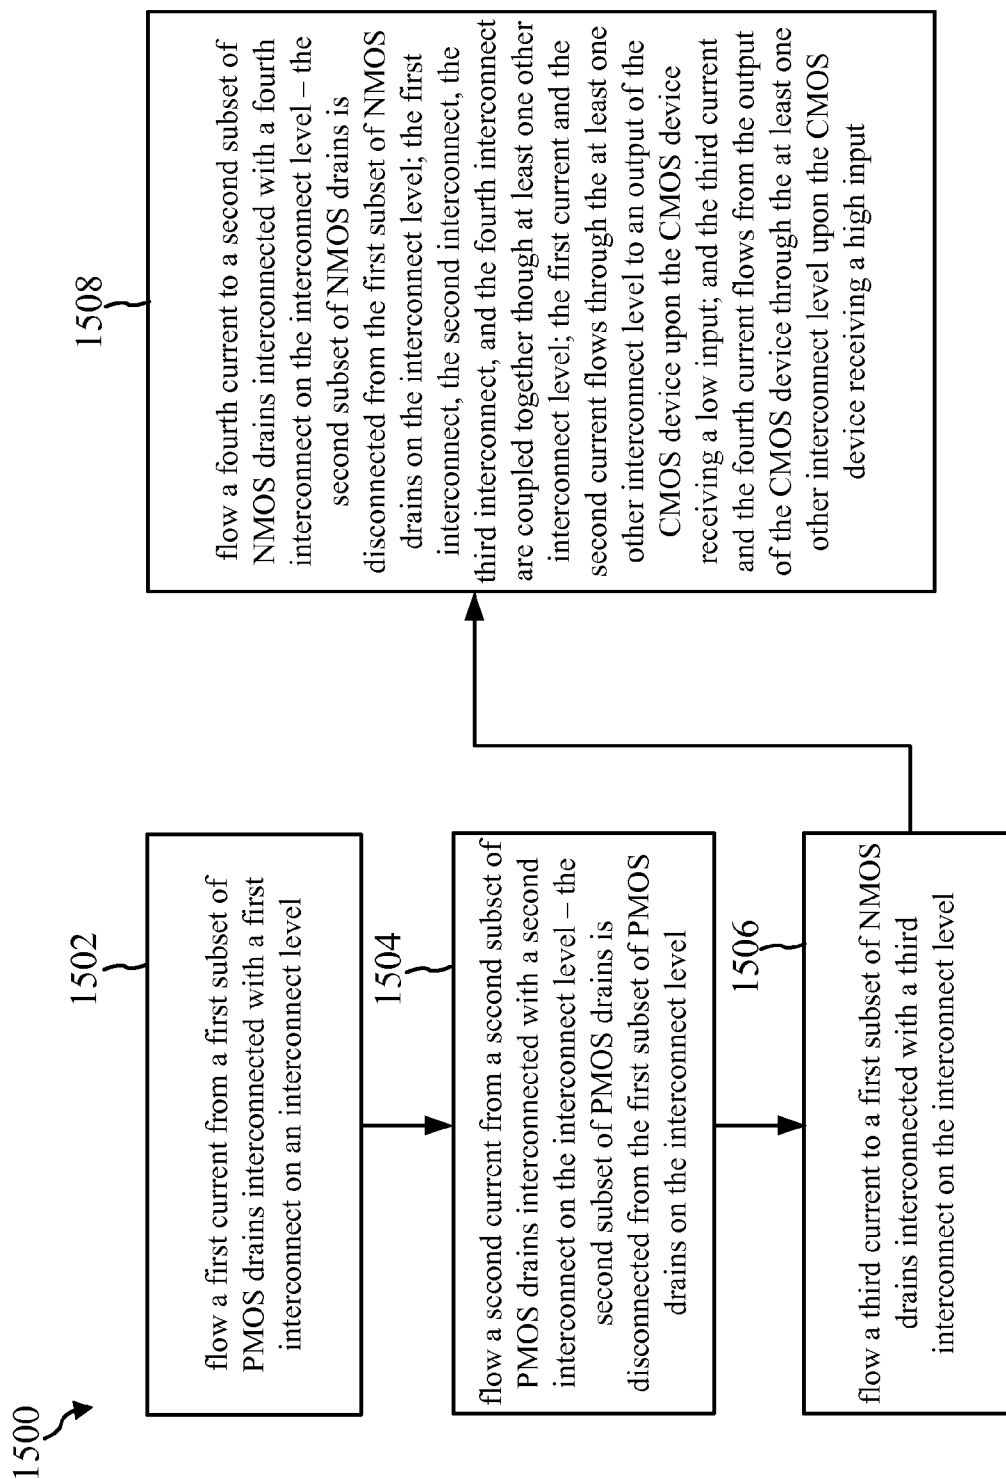 1500
1502
flow a first current from a first subset of
PMOS drains interconnected with a first
interconnect on an interconnect level
1504
flow a second current from a second subset of
PMOS drains interconnected with a second
interconnect on the interconnect level – the
second subset of PMOS drains is
disconnected from the first subset of PMOS
drains on the interconnect level
1506
flow a third current to a first subset of NMOS
drains interconnected with a third
interconnect on the interconnect level
1508
flow a fourth current to a second subset of
NMOS drains interconnected with a fourth
interconnect on the interconnect level – the
second subset of NMOS drains is
disconnected from the first subset of NMOS
drains on the interconnect level; the first
interconnect, the second interconnect, the
third interconnect, and the fourth interconnect
are coupled together though at least one other
interconnect level; the first current and the
second current flows through the at least one
other interconnect level to an output of the
CMOS device upon the CMOS device
receiving a low input; and the third current
and the fourth current flows from the output
of the CMOS device through the at least one
other interconnect level upon the CMOS
device receiving a high input